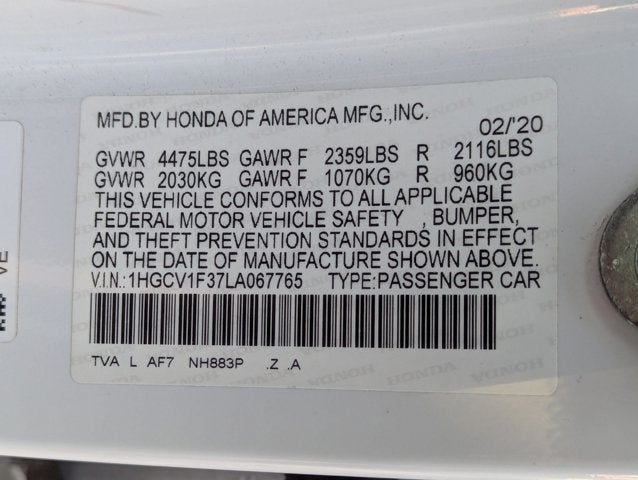 MFD.BY HONDA OF AMERICA MFG.,INC.
02/'20
GVWR 4475LBS GAWR F 2359LBS R 2116LBS
GVWR 2030KG GAWR F 1070KG R 960KG
THIS VEHICLE CONFORMS TO ALL APPLICABLE
FEDERAL MOTOR VEHICLE SAFETY , BUMPER,
AND THEFT PREVENTION STANDARDS IN EFFECT
ON THE DATE OF MANUFACTURE SHOWN ABOVE.
V.I.N.: 1HGCV1F37LA067765 TYPE:PASSENGER CAR
TVA L AF7 NH883P .Z .A
VE